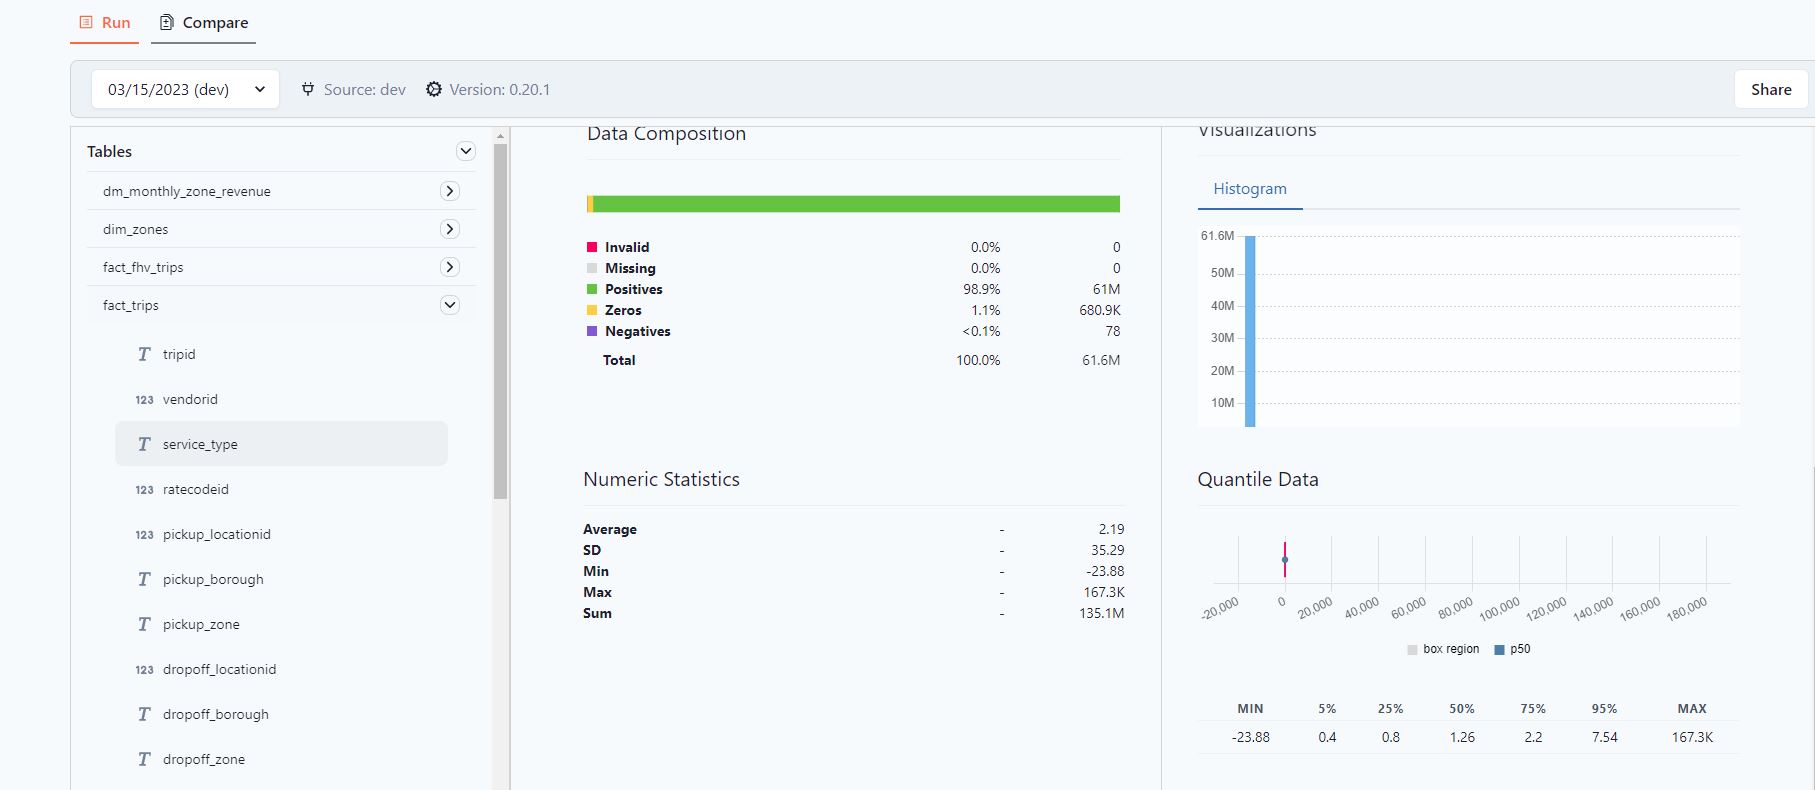 Run Compare
03/15/2023 (dev) Source: dev Version: 0.20.1 Share
Tables
dm_monthly_zone_revenue
dim_zones
fact_fhv_trips
fact_trips
T tripid
123 vendorid
T service_type
123 ratecodeid
123 pickup_locationid
T pickup_borough
T pickup_zone
123 dropoff_locationid
T dropoff_borough
T dropoff_zone
Data Composition
Invalid 0.0% 0
Missing 0.0% 0
Positives 98.9% 61M
Zeros 1.1% 680.9K
Negatives <0.1% 78
Total 100.0% 61.6M
Numeric Statistics
Average - 2.19
SD - 35.29
Min - -23.88
Max - 167.3K
Sum - 135.1M
Visualizations
Histogram
61.6M
50M
40M
30M
20M
10M
Quantile Data
-20,000 0 20,000 40,000 60,000 80,000 100,000 120,000 140,000 160,000 180,000
box region p50
MIN 5% 25% 50% 75% 95% MAX
-23.88 0.4 0.8 1.26 2.2 7.54 167.3K